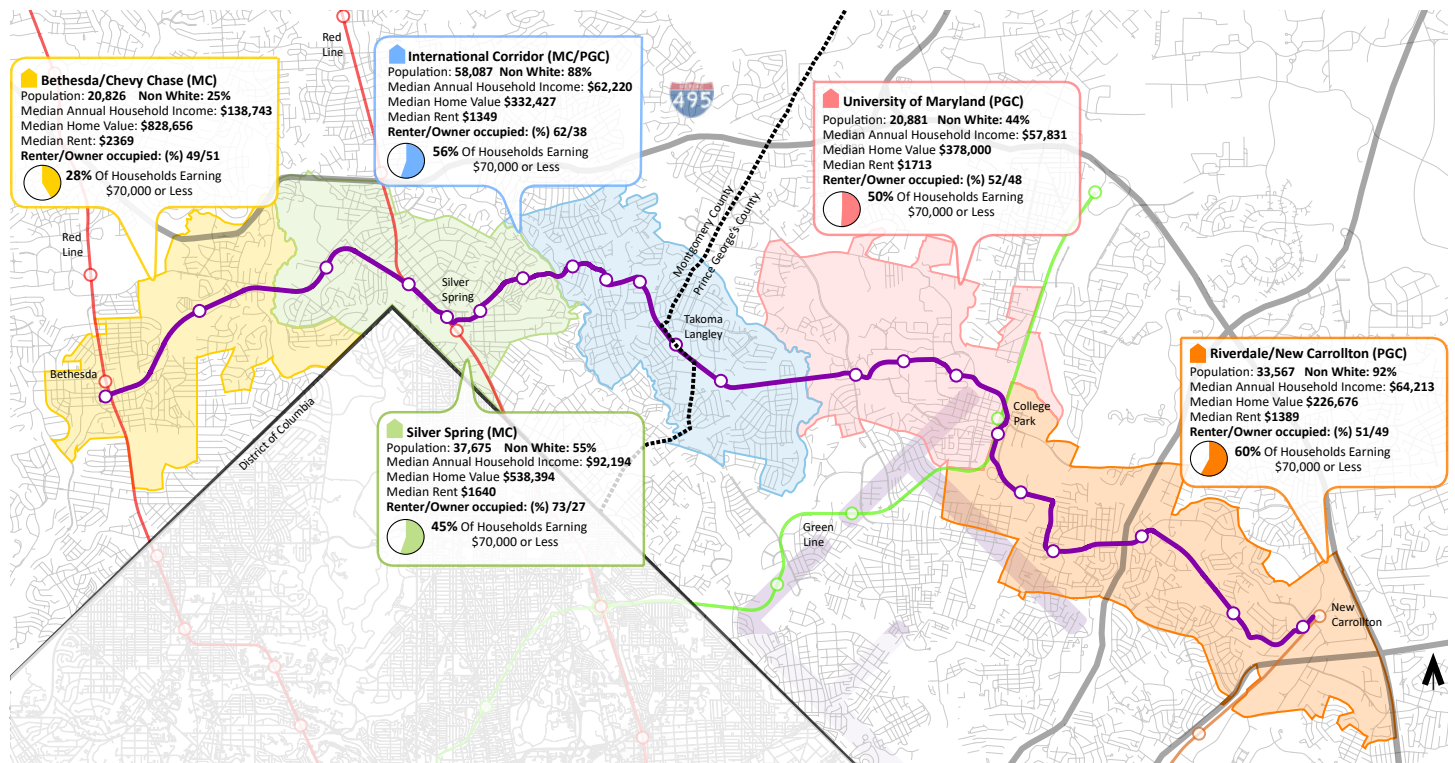 Bethesda/Chevy Chase (MC)
Population: 20,826 Non White: 25%
Median Annual Household Income: $138,743
Median Home Value: $828,656
Median Rent: $2369
Renter/Owner occupied: (%) 49/51
28% Of Households Earning
$70,000 or Less
Red
Line
International Corridor (MC/PGC)
Population: 58,087 Non White: 88%
Median Annual Household Income: $62,220
Median Home Value $332,427
Median Rent $1349
Renter/Owner occupied: (%) 62/38
56% Of Households Earning
$70,000 or Less
495
University of Maryland (PGC)
Population: 20,881 Non White: 44%
Median Annual Household Income: $57,831
Median Home Value $378,000
Median Rent $1713
Renter/Owner occupied: (%) 52/48
50% Of Households Earning
$70,000 or Less
Montgomery County
Prince George's County
Red
Line
Silver
Spring
Takoma
Langley
Bethesda
District of Columbia
College
Park
Riverdale/New Carrollton (PGC)
Population: 33,567 Non White: 92%
Median Annual Household Income: $64,213
Median Home Value $226,676
Median Rent $1389
Renter/Owner occupied: (%) 51/49
60% Of Households Earning
$70,000 or Less
Silver Spring (MC)
Population: 37,675 Non White: 55%
Median Annual Household Income: $92,194
Median Home Value $538,394
Median Rent $1640
Renter/Owner occupied: (%) 73/27
45% Of Households Earning
$70,000 or Less
Green
Line
New
Carrollton